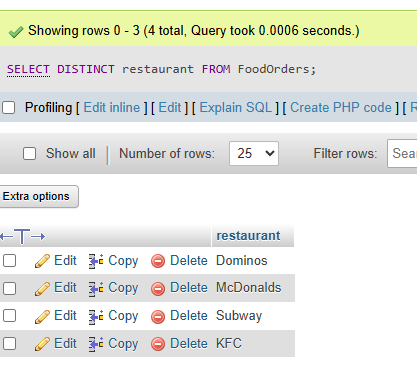 Showing rows 0 - 3 (4 total, Query took 0.0006 seconds.)
SELECT DISTINCT restaurant FROM FoodOrders;
Profiling [ Edit inline ] [ Edit ] [ Explain SQL ] [ Create PHP code ] [
Show all Number of rows: 25 Filter rows:
Extra options
restaurant
Edit Copy Delete Dominos
Edit Copy Delete McDonalds
Edit Copy Delete Subway
Edit Copy Delete KFC